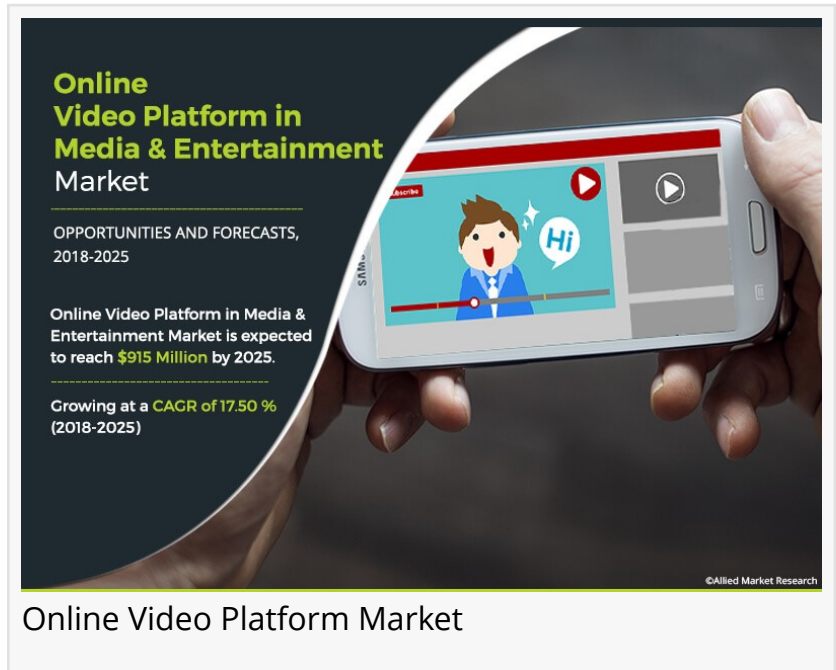 Online
Video Platform in
Media & Entertainment
Market
OPPORTUNITIES AND FORECASTS,
2018-2025
Online Video Platform in Media &
Entertainment Market is expected
to reach $915 Million by 2025.
Growing at a CAGR of 17.50 %
(2018-2025)
Subscribe
Hi
SAMS
©Allied Market Research
Online Video Platform Market